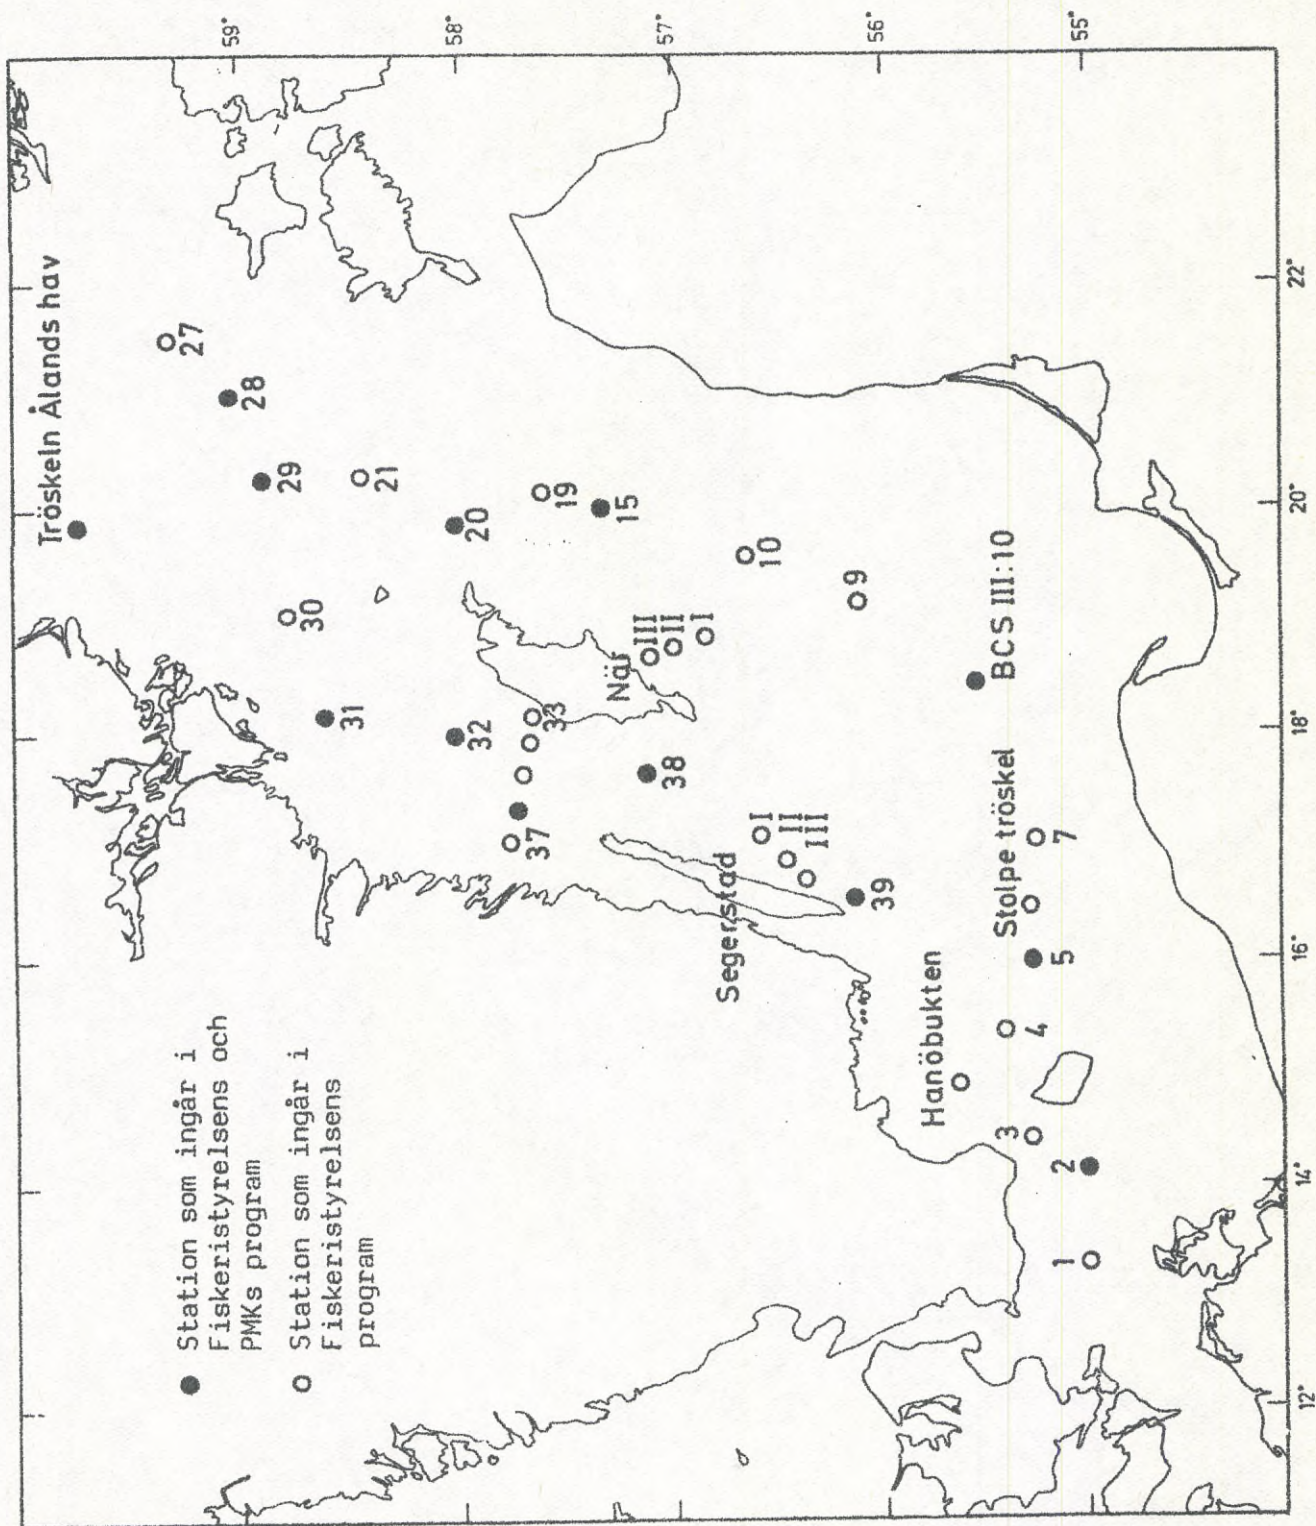 Tröskeln Ålands hav
● Station som ingår i
Fiskeristyrelsens och
PMKs program
o Station som ingår i
Fiskeristyrelsens
program
27
59°
28
29
30
31
21
58°
20
32
37
33
19
När
III
II
I
15
57°
38
Segerstad
I
II
III
10
9
56°
39
Hanöbukten
BCS III:10
Stolpe tröskel
3
4
5
7
2
1
55°
12°
14°
16°
18°
20°
22°